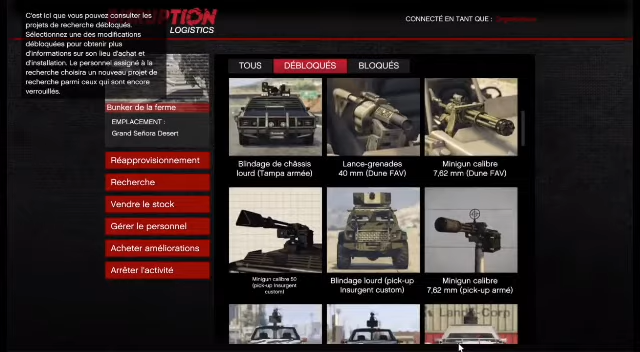 C'est ici que vous pouvez consulter les
projets de recherche débloqués.
Sélectionnez une des modifications
débloquées pour obtenir plus
d'informations sur son lieu d'achat et
d'installation. Le personnel assigné à
la recherche choisira un nouveau projet de
recherche parmi ceux qui sont encore
verrouillés.
UPTION
LOGISTICS
CONNECTÉ EN TANT QUE :
TOUS
DÉBLOQUÉS
BLOQUÉS
Bunker de la ferme
EMPLACEMENT :
Grand Señora Desert
Réapprovisionnement
Recherche
Vendre le stock
Gérer le personnel
Acheter améliorations
Arrêter l'activité
Blindage de châssis
lourd (Tampa armée)
Lance-grenades
40 mm (Dune FAV)
Minigun calibre
7,62 mm (Dune FAV)
Minigun calibre 50
(pick-up Insurgent
custom)
Blindage lourd (pick-up
Insurgent custom)
Minigun calibre
7,62 mm (pick-up armé)